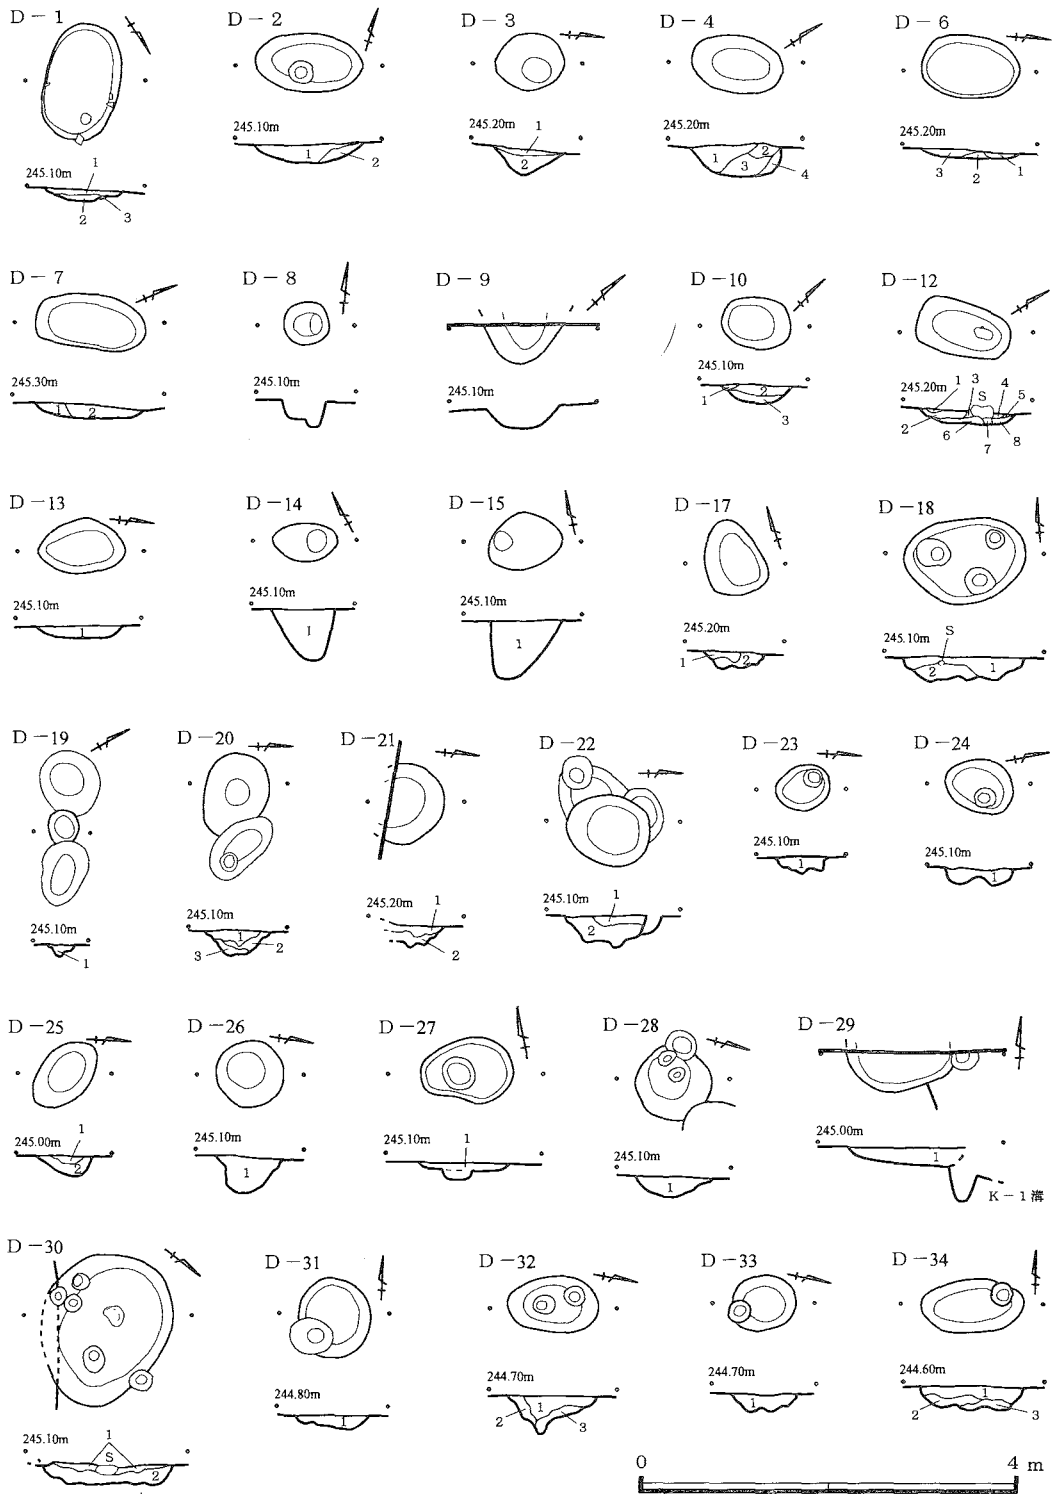 D－1 D－2 D－3 D－4 D－6
245.10m 1 2 3
245.10m 1 2
245.20m 1 2
245.20m 1 2 3 4
245.20m 3 2 1
D－7 D－8 D－9 D－10 D－12
245.30m 1 2
245.10m
245.10m
245.10m 1 2 3
245.20m 1 3 S 4 5 2 6 7 8
D－13 D－14 D－15 D－17 D－18
245.10m 1
245.10m 1
245.10m 1
245.20m 1 2
245.10m S 2 1
D－19 D－20 D－21 D－22 D－23 D－24
245.10m 1
245.10m 1 2 3
245.20m 1 2
245.10m 1 2
245.10m 1
245.10m 1
D－25 D－26 D－27 D－28 D－29
245.00m 1 2
245.10m 1
245.10m 1
245.10m 1
245.00m 1
K－1溝
D－30 D－31 D－32 D－33 D－34
245.10m 1 S 2
244.80m 1
244.70m 1 2 3
244.70m 1
244.60m 1 2 3
0 4 m